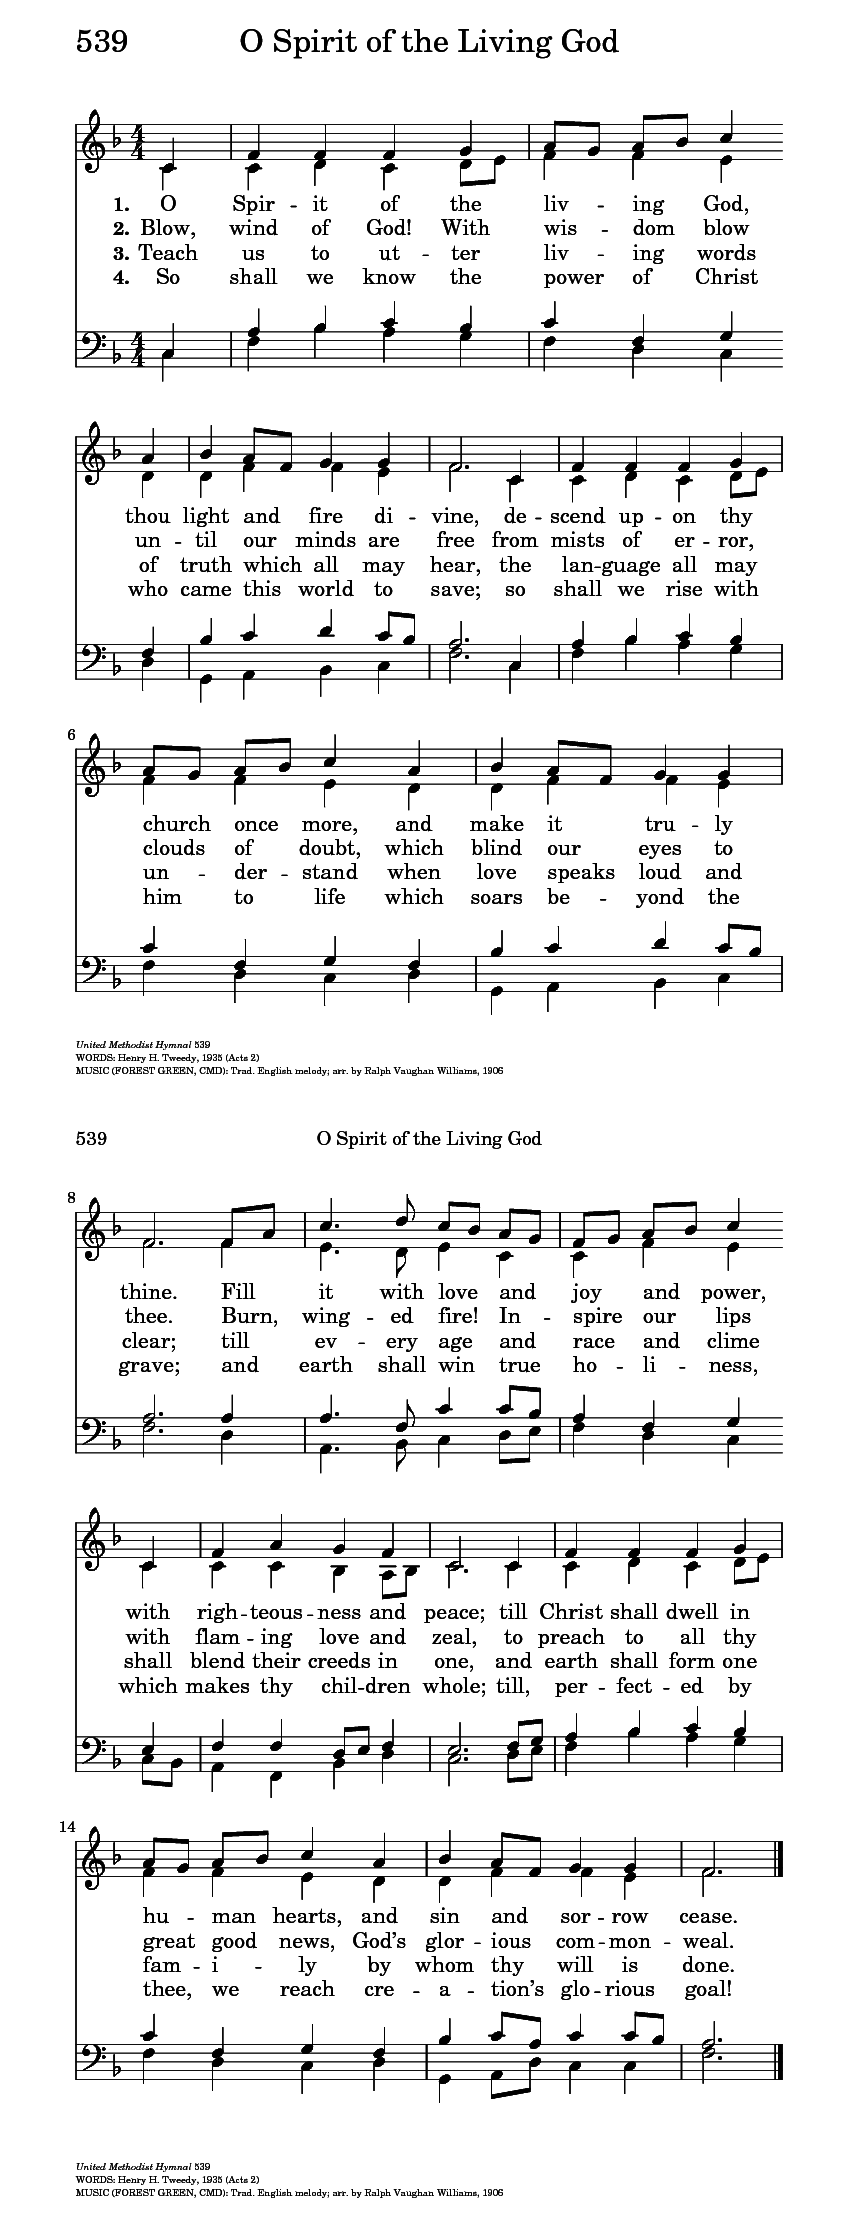 539 O Spirit of the Living God
4
4
1. O Spir - it of the liv - ing God,
2. Blow, wind of God! With wis - dom blow
3. Teach us to ut - ter liv - ing words
4. So shall we know the power of Christ
4
4
thou light and fire di - vine, de - scend up - on thy
un - til our minds are free from mists of er - ror,
of truth which all may hear, the lan - guage all may
who came this world to save; so shall we rise with
6
church once more, and make it tru - ly
clouds of doubt, which blind our eyes to
un - der - stand when love speaks loud and
him to life which soars be - yond the
United Methodist Hymnal 539
WORDS: Henry H. Tweedy, 1935 (Acts 2)
MUSIC (FOREST GREEN, CMD): Trad. English melody; arr. by Ralph Vaughan Williams, 1906
539 O Spirit of the Living God
8
thine. Fill it with love and joy and power,
thee. Burn, wing - ed fire! In - spire our lips
clear; till ev - ery age and race and clime
grave; and earth shall win true ho - li - ness,
with righ - teous - ness and peace; till Christ shall dwell in
with flam - ing love and zeal, to preach to all thy
shall blend their creeds in one, and earth shall form one
which makes thy chil - dren whole; till, per - fect - ed by
14
hu - man hearts, and sin and sor - row cease.
great good news, God's glor - ious com - mon - weal.
fam - i - ly by whom thy will is done.
thee, we reach cre - a - tion's glo - rious goal!
United Methodist Hymnal 539
WORDS: Henry H. Tweedy, 1935 (Acts 2)
MUSIC (FOREST GREEN, CMD): Trad. English melody; arr. by Ralph Vaughan Williams, 1906